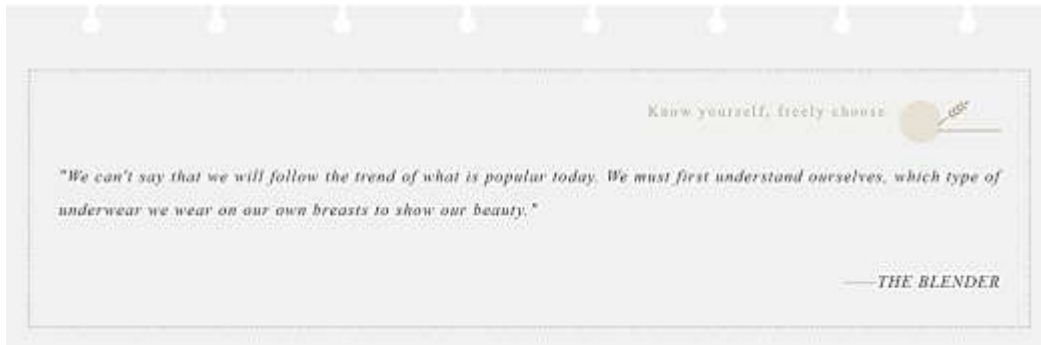 Know yourself, freely choose
"We can't say that we will follow the trend of what is popular today. We must first understand ourselves, which type of
underwear we wear on our own breasts to show our beauty."
——THE BLENDER